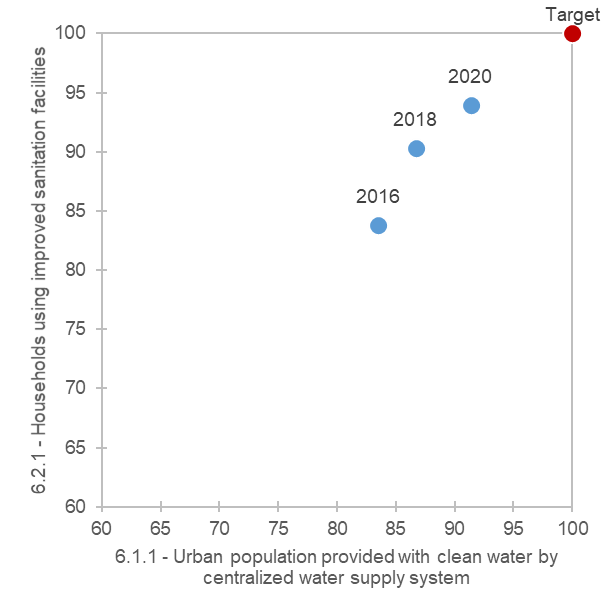 Target
100
95
90
85
80
75
70
65
60
6.2.1 - Households using improved sanitation facilities
2020
2018
2016
60 65 70 75 80 85 90 95 100
6.1.1 - Urban population provided with clean water by
centralized water supply system